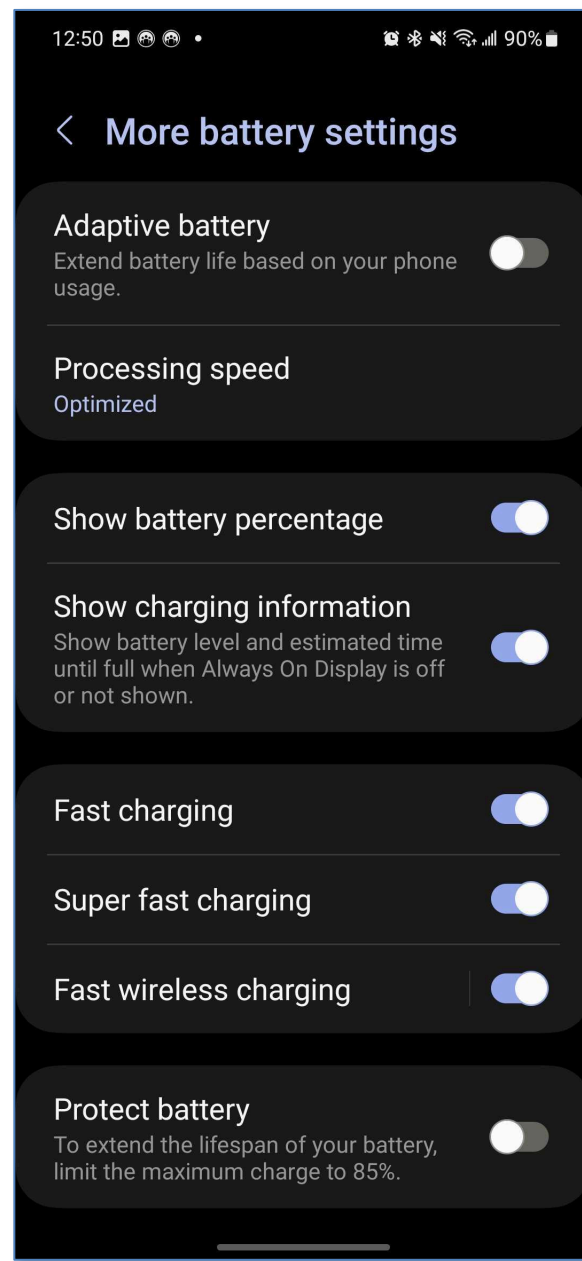 12:50 90%
More battery settings
Adaptive battery
Extend battery life based on your phone
usage.
Processing speed
Optimized
Show battery percentage
Show charging information
Show battery level and estimated time
until full when Always On Display is off
or not shown.
Fast charging
Super fast charging
Fast wireless charging
Protect battery
To extend the lifespan of your battery,
limit the maximum charge to 85%.